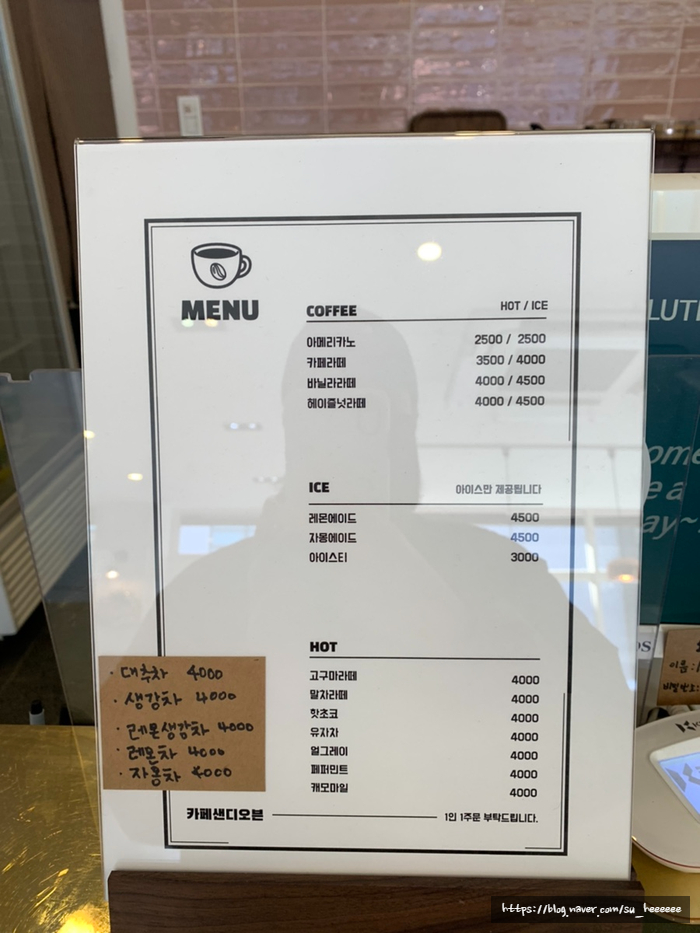 MENU
COFFEE HOT / ICE
아메리카노 2500 / 2500
카페라떼 3500 / 4000
바닐라라떼 4000 / 4500
헤이즐넛라떼 4000 / 4500
ICE 아이스만 제공됩니다
레몬에이드 4500
자몽에이드 4500
아이스티 3000
HOT
고구마라떼 4000
말차라떼 4000
핫초코 4000
유자차 4000
얼그레이 4000
페퍼민트 4000
캐모마일 4000
· 대추차 4000
· 생강차 4000
· 레몬생강차 4000
· 레몬차 4000
· 자몽차 4000
카페샌디오븐 1인 1주문 부탁드립니다.
https://blog.naver.com/su_heeeeee